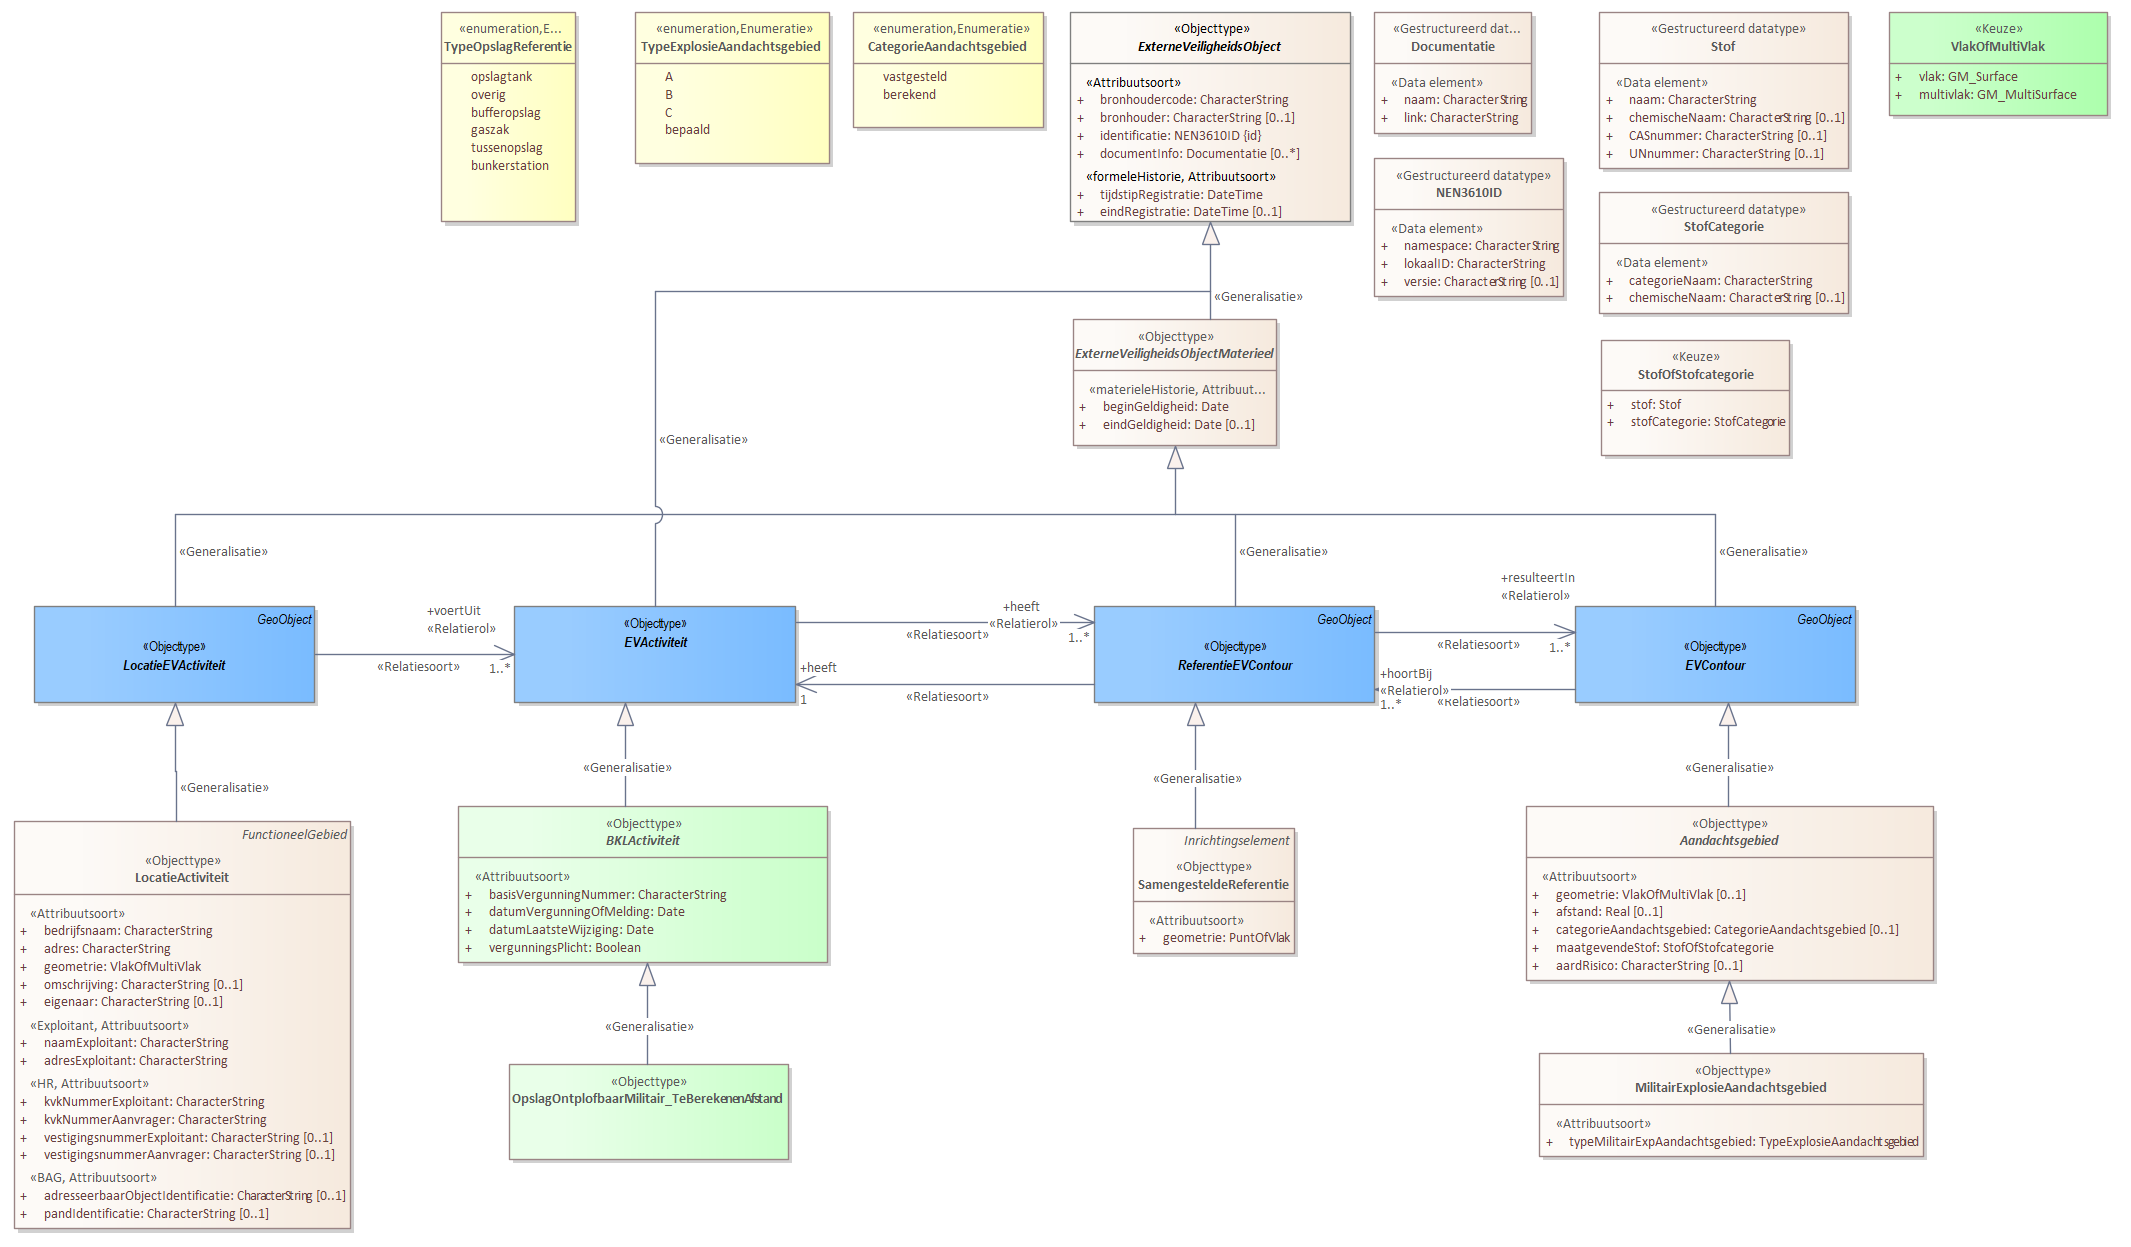 «enumeration,E...
TypeOpslagReferentie
opslagtank
overig
bufferopslag
gaszak
tussenopslag
bunkerstation
«enumeration,Enumeratie»
TypeExplosieAandachtsgebied
A
B
C
bepaald
«enumeration,Enumeratie»
CategorieAandachtsgebied
vastgesteld
berekend
«Objecttype»
ExterneVeiligheidsObject
«Attribuutsoort»
+ bronhoudercode: CharacterString
+ bronhouder: CharacterString [0..1]
+ identificatie: NEN3610ID {id}
+ documentInfo: Documentatie [0..*]
«formeleHistorie, Attribuutsoort»
+ tijdstipRegistratie: DateTime
+ eindRegistratie: DateTime [0..1]
«Gestructureerd dat...
Documentatie
«Data element»
+ naam: CharacterString
+ link: CharacterString
«Gestructureerd datatype»
NEN3610ID
«Data element»
+ namespace: CharacterString
+ lokaalID: CharacterString
+ versie: CharacterString [0..1]
«Gestructureerd datatype»
Stof
«Data element»
+ naam: CharacterString
+ chemischeNaam: CharacterString [0..1]
+ CASnummer: CharacterString [0..1]
+ UNnummer: CharacterString [0..1]
«Gestructureerd datatype»
StofCategorie
«Data element»
+ categorieNaam: CharacterString
+ chemischeNaam: CharacterString [0..1]
«Keuze»
StofOfStofcategorie
+ stof: Stof
+ stofCategorie: StofCategorie
«Keuze»
VlakOfMultiVlak
+ vlak: GM_Surface
+ multivlak: GM_MultiSurface
«Generalisatie»
«Objecttype»
ExterneVeiligheidsObjectMaterieel
«materieleHistorie, Attribuut...
+ beginGeldigheid: Date
+ eindGeldigheid: Date [0..1]
«Generalisatie»
«Generalisatie»
«Generalisatie»
«Generalisatie»
GeoObject
«Objecttype»
LocatieEVActiviteit
+voertUit
«Relatierol»
«Relatiesoort»
1..*
«Objecttype»
EVActiviteit
+heeft
«Relatierol»
«Relatiesoort»
1..*
+heeft
«Relatiesoort»
1
GeoObject
«Objecttype»
ReferentieEVContour
+resulteertIn
«Relatierol»
«Relatiesoort»
1..*
+hoortBij
«Relatierol»
«Relatiesoort»
1..*
GeoObject
«Objecttype»
EVContour
«Generalisatie»
«Generalisatie»
«Generalisatie»
«Generalisatie»
FunctioneelGebied
«Objecttype»
LocatieActiviteit
«Attribuutsoort»
+ bedrijfsnaam: CharacterString
+ adres: CharacterString
+ geometrie: VlakOfMultiVlak
+ omschrijving: CharacterString [0..1]
+ eigenaar: CharacterString [0..1]
«Exploitant, Attribuutsoort»
+ naamExploitant: CharacterString
+ adresExploitant: CharacterString
«HR, Attribuutsoort»
+ kvkNummerExploitant: CharacterString
+ kvkNummerAanvrager: CharacterString
+ vestigingsnummerExploitant: CharacterString [0..1]
+ vestigingsnummerAanvrager: CharacterString [0..1]
«BAG, Attribuutsoort»
+ adresseerbaarObjectIdentificatie: CharacterString [0..1]
+ pandIdentificatie: CharacterString [0..1]
«Objecttype»
BKLActiviteit
«Attribuutsoort»
+ basisVergunningNummer: CharacterString
+ datumVergunningOfMelding: Date
+ datumLaatsteWijziging: Date
+ vergunningsPlicht: Boolean
«Generalisatie»
«Objecttype»
OpslagOntplofbaarMilitair_TeBerekenenAfstand
Inrichtingselement
«Objecttype»
SamengesteldeReferentie
«Attribuutsoort»
+ geometrie: PuntOfVlak
«Objecttype»
Aandachtsgebied
«Attribuutsoort»
+ geometrie: VlakOfMultiVlak [0..1]
+ afstand: Real [0..1]
+ categorieAandachtsgebied: CategorieAandachtsgebied [0..1]
+ maatgevendeStof: StofOfStofcategorie
+ aardRisico: CharacterString [0..1]
«Generalisatie»
«Objecttype»
MilitairExplosieAandachtsgebied
«Attribuutsoort»
+ typeMilitairExpAandachtsgebied: TypeExplosieAandachtsgebied